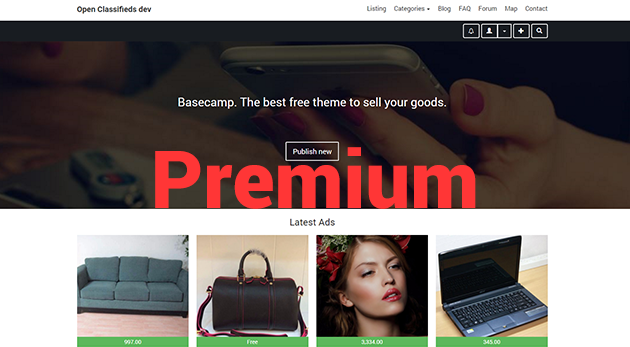 Open Classifieds dev
Listing Categories Blog FAQ Forum Map Contact
Basecamp. The best free theme to sell your goods.
Publish new
Premium
Latest Ads
997.00 Free 3,334.00 345.00